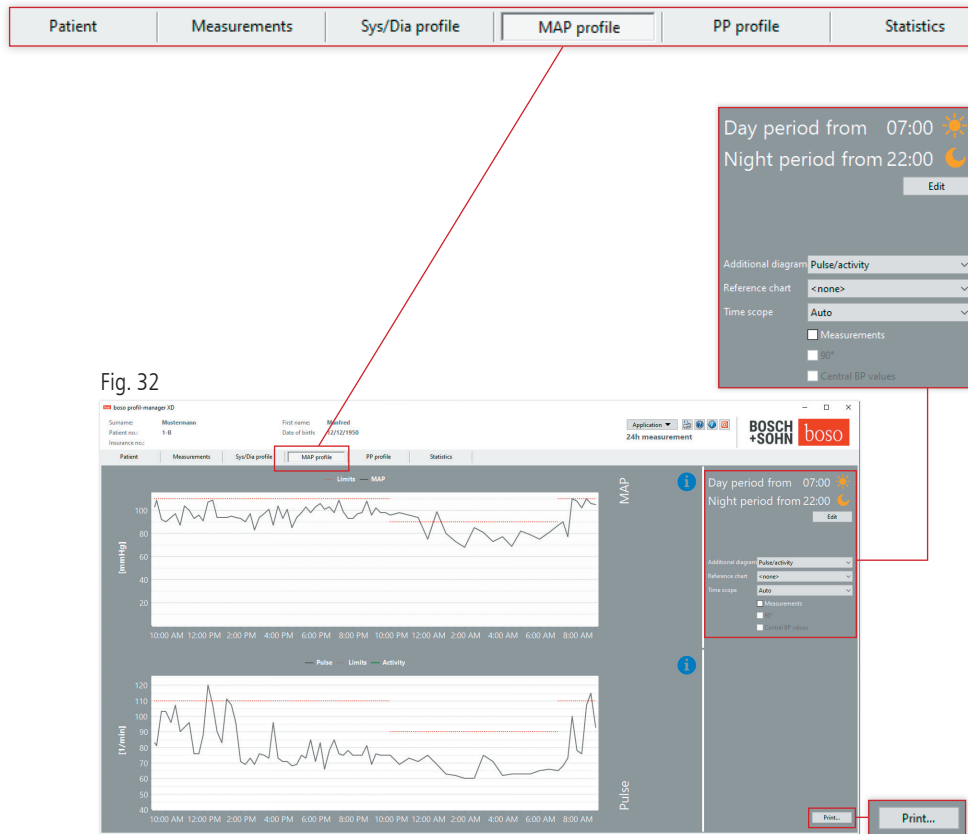 Patient Measurements Sys/Dia profile MAP profile PP profile Statistics
Day period from 07:00
Night period from 22:00
Edit
Additional diagram Pulse/activity
Reference chart <none>
Time scope Auto
Measurements
90°
Central BP values
Fig. 32
boso profil-manager XD
Surname: Mustermann First name: Manfred
Patient no.: 1-B Date of birth: 12/12/1950
Insurance no.:
Application
24h measurement
BOSCH
+SOHN boso
Patient Measurements Sys/Dia profile MAP profile PP profile Statistics
Limits MAP
MAP
[mmHg]
100
80
60
40
20
10:00 AM 12:00 PM 2:00 PM 4:00 PM 6:00 PM 8:00 PM 10:00 PM 12:00 AM 2:00 AM 4:00 AM 6:00 AM 8:00 AM
Day period from 07:00
Night period from 22:00
Edit
Additional diagram Pulse/activity
Reference chart <none>
Time scope Auto
Measurements
90°
Central BP values
Pulse Limits Activity
Pulse
[1/min]
120
110
100
90
80
70
60
50
40
10:00 AM 12:00 PM 2:00 PM 4:00 PM 6:00 PM 8:00 PM 10:00 PM 12:00 AM 2:00 AM 4:00 AM 6:00 AM 8:00 AM
Print...
Print...